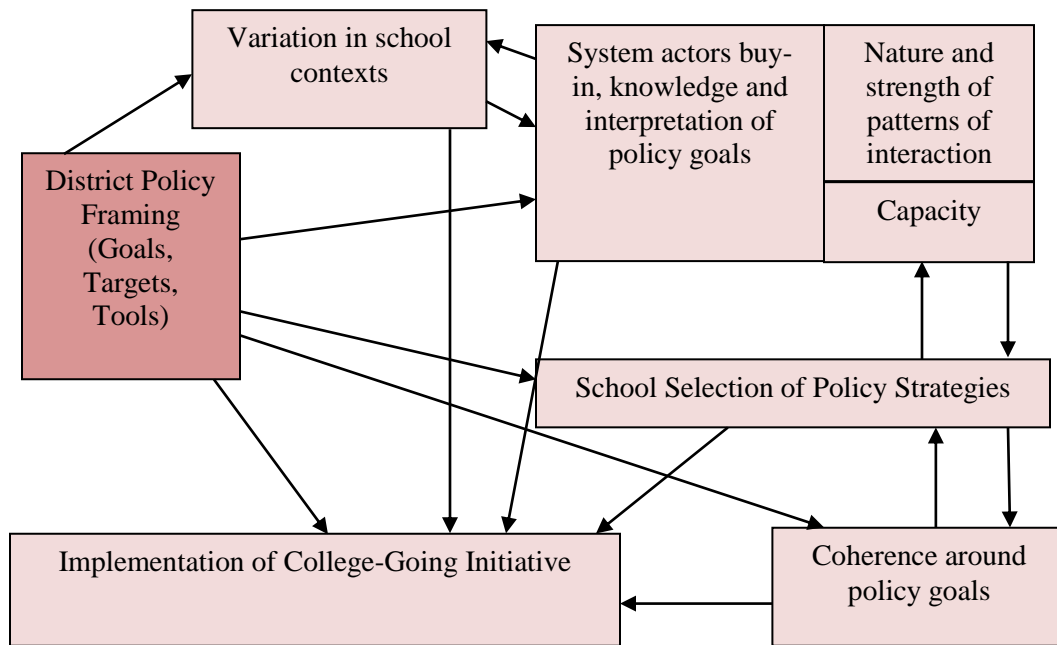 Variation in school
contexts
System actors buy-
in, knowledge and
interpretation of
policy goals
Nature and
strength of
patterns of
interaction
Capacity
District Policy
Framing
(Goals,
Targets,
Tools)
School Selection of Policy Strategies
Implementation of College-Going Initiative
Coherence around
policy goals